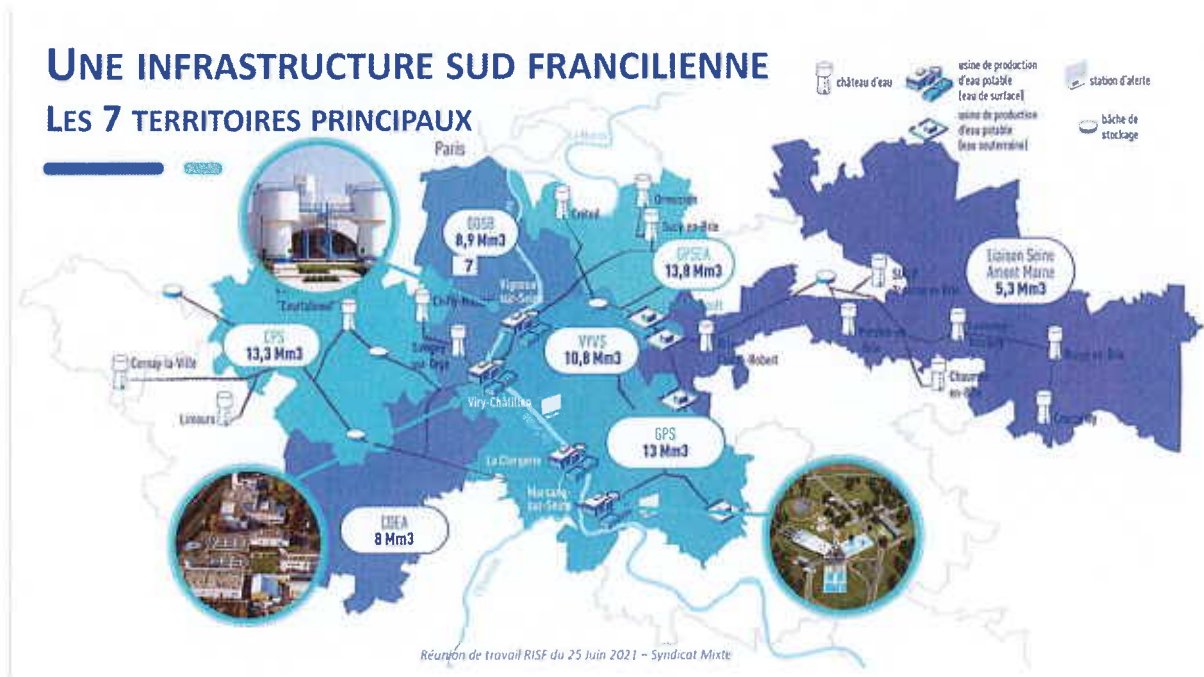 UNE INFRASTRUCTURE SUD FRANCILIENNE
LES 7 TERRITOIRES PRINCIPAUX
château d'eau
usine de production
d'eau potable
(eau de surface)
usine de production
d'eau potable
(eau souterraine)
station d'alerte
bâche de
stockage
Paris
Créteil
Ormesson
Sucy-en-Brie
8,9 Mm3
7
GPSEA
13,8 Mm3
Liaison Seine
Amont Marne
5,3 Mm3
Vigneux
sur-Seine
"Courtaboeuf"
CPS
13,3 Mm3
Savigny
sur Orge
VYVS
10,8 Mm3
Cernay-la-Ville
Limours
Viry-Châtillon
GPS
13 Mm3
La Clergerie
Morsang
sur-Seine
8 Mm3
Réunion de travail RISF du 25 Juin 2021 – Syndicat Mixte